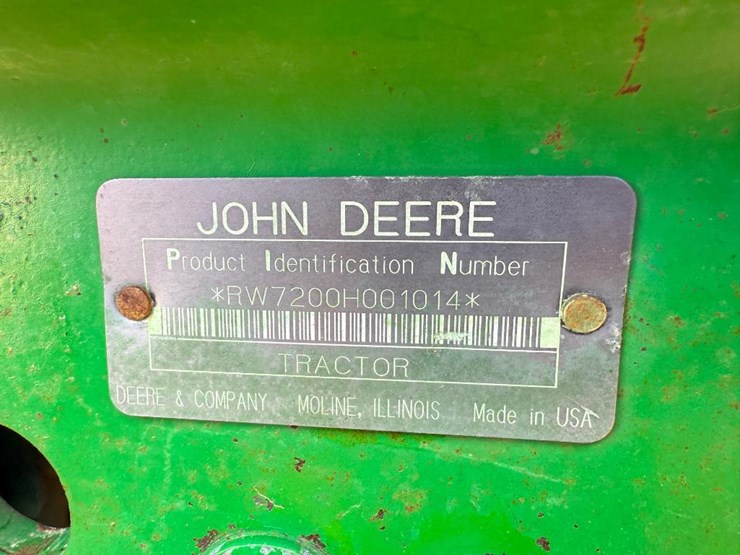 JOHN DEERE
Product Identification Number
*RW7200H001014*
TRACTOR
DEERE & COMPANY MOLINE, ILLINOIS Made in USA